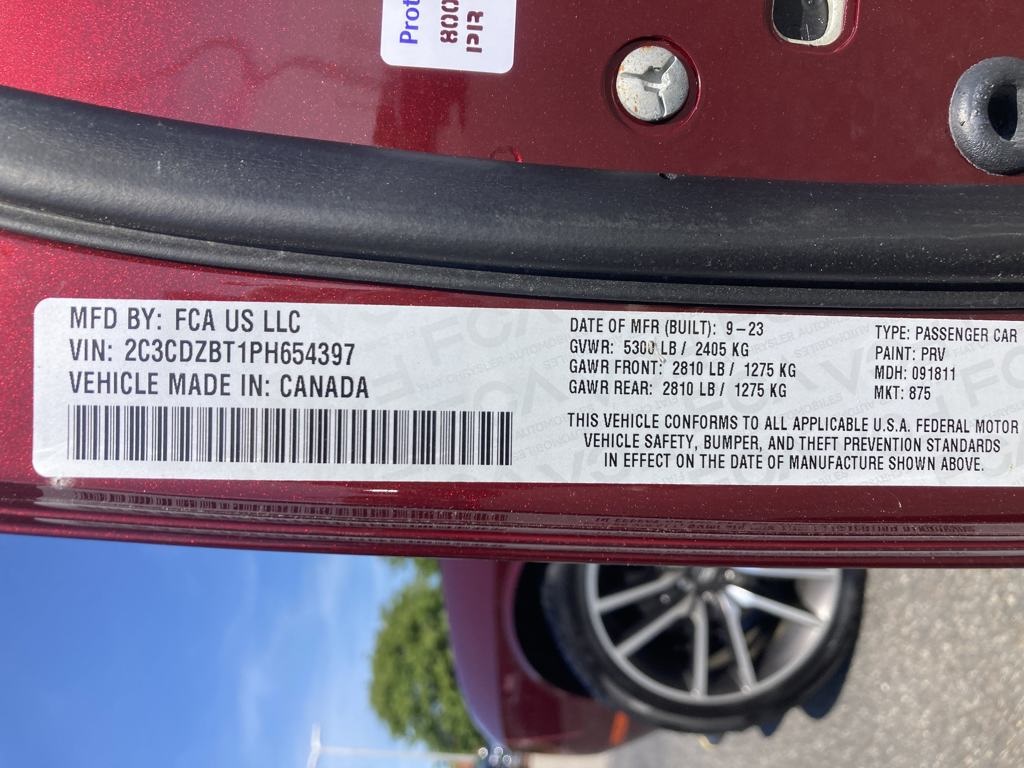 Prot
800
MFD BY: FCA US LLC
VIN: 2C3CDZBT1PH654397
VEHICLE MADE IN: CANADA
DATE OF MFR (BUILT): 9-23
GVWR: 5300 LB / 2405 KG
GAWR FRONT: 2810 LB / 1275 KG
GAWR REAR: 2810 LB / 1275 KG
TYPE: PASSENGER CAR
PAINT: PRV
MDH: 091811
MKT: 875
THIS VEHICLE CONFORMS TO ALL APPLICABLE U.S.A. FEDERAL MOTOR
VEHICLE SAFETY, BUMPER, AND THEFT PREVENTION STANDARDS
IN EFFECT ON THE DATE OF MANUFACTURE SHOWN ABOVE.